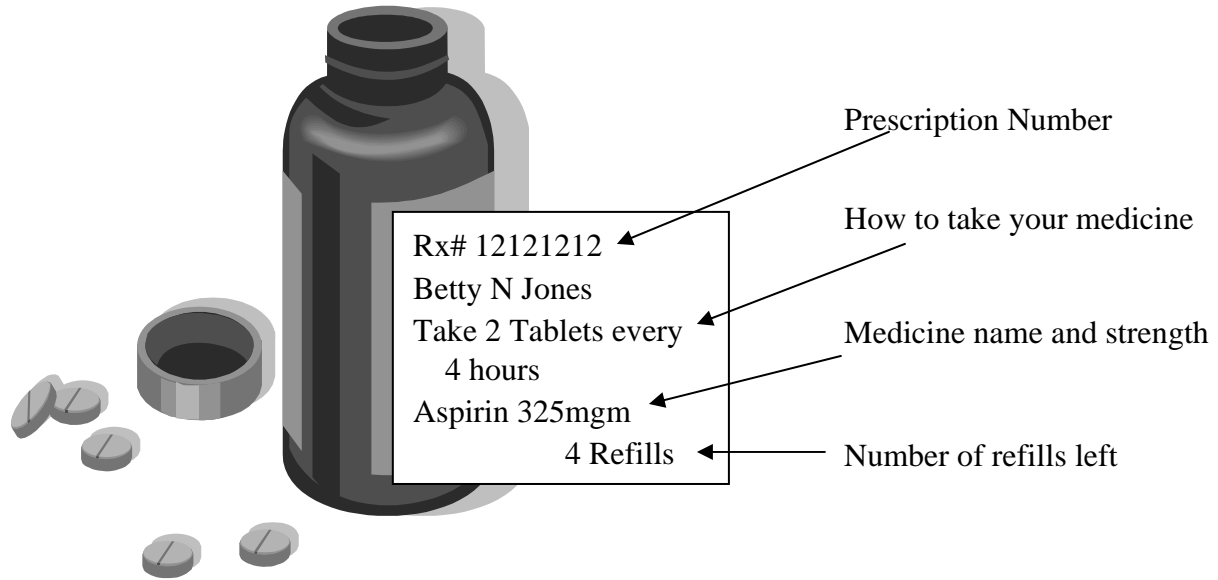 Prescription Number
How to take your medicine
Rx# 12121212
Betty N Jones
Take 2 Tablets every
4 hours
Aspirin 325mgm
4 Refills
Medicine name and strength
Number of refills left